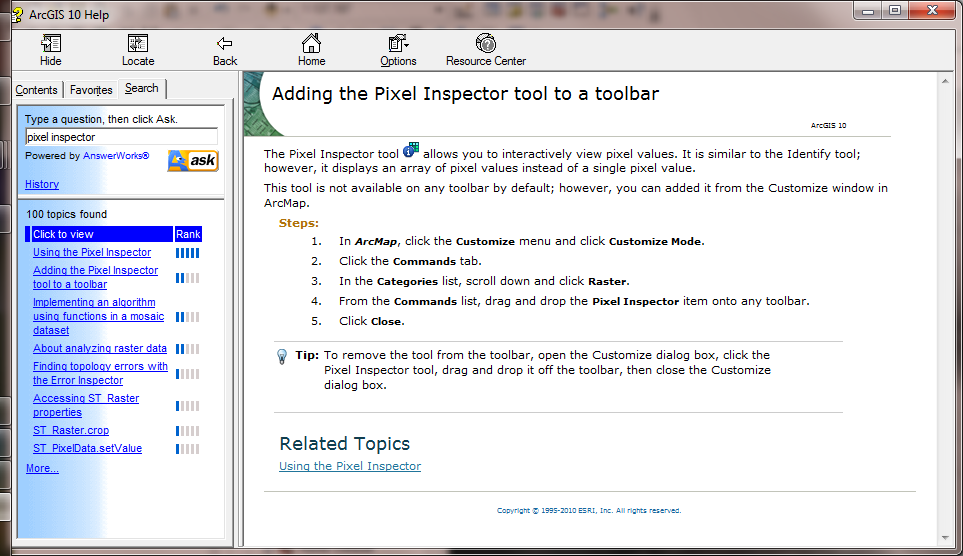 ArcGIS 10 Help
Hide
Locate
Back
Home
Options
Resource Center
Contents
Favorites
Search
Type a question, then click Ask.
pixel inspector
Powered by AnswerWorks®
ask
History
100 topics found
Click to view
Rank
Using the Pixel Inspector
Adding the Pixel Inspector
tool to a toolbar
Implementing an algorithm
using functions in a mosaic
dataset
About analyzing raster data
Finding topology errors with
the Error Inspector
Accessing ST_Raster
properties
ST_Raster.crop
ST_PixelData.setValue
More...
Adding the Pixel Inspector tool to a toolbar
ArcGIS 10
The Pixel Inspector tool allows you to interactively view pixel values. It is similar to the Identify tool;
however, it displays an array of pixel values instead of a single pixel value.
This tool is not available on any toolbar by default; however, you can added it from the Customize window in
ArcMap.
Steps:
1. In ArcMap, click the Customize menu and click Customize Mode.
2. Click the Commands tab.
3. In the Categories list, scroll down and click Raster.
4. From the Commands list, drag and drop the Pixel Inspector item onto any toolbar.
5. Click Close.
Tip: To remove the tool from the toolbar, open the Customize dialog box, click the
Pixel Inspector tool, drag and drop it off the toolbar, then close the Customize
dialog box.
Related Topics
Using the Pixel Inspector
Copyright © 1995-2010 ESRI, Inc. All rights reserved.